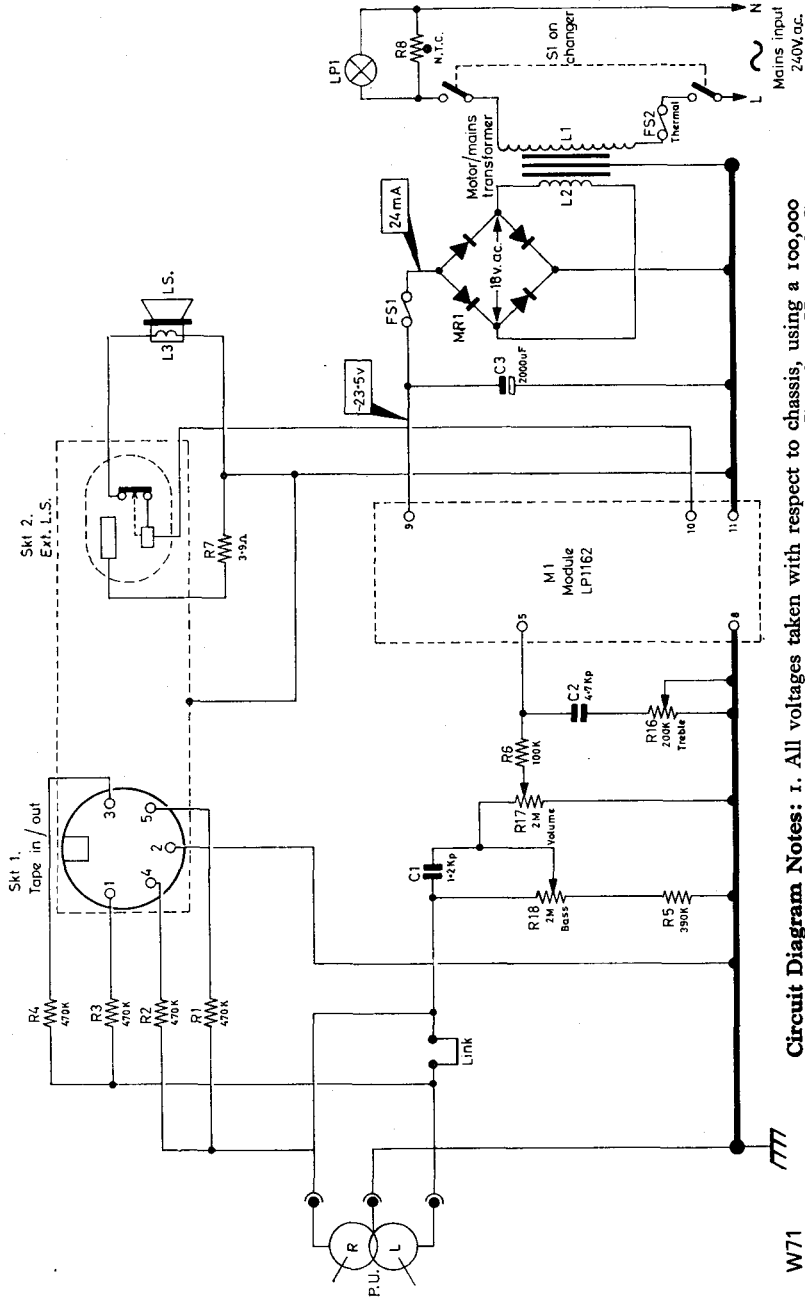 Skt 1.
Tape in / out
Skt 2.
Ext. L.S.
R4
470K
R3
470K
R2
470K
R1
470K
1
2
3
4
5
R7
3·9Ω
L3
LS.
P.U.
R
L
Link
C1
1·2Kp
R18
2M
Bass
R5
390K
R17
2M
Volume
R6
100K
C2
4·7Kp
R16
200K
Treble
5
8
9
10
11
M1
Module
LP1162
-23·5v
24mA
FS1
C3
2000uF
MR1
18v. a.c.
Motor/mains
transformer
L2
L1
FS2
Thermal
S1 on
changer
LP1
R8
N.T.C.
L
N
Mains input
240V. a.c.
W71
Circuit Diagram Notes: 1. All voltages taken with respect to chassis, using a 100,000